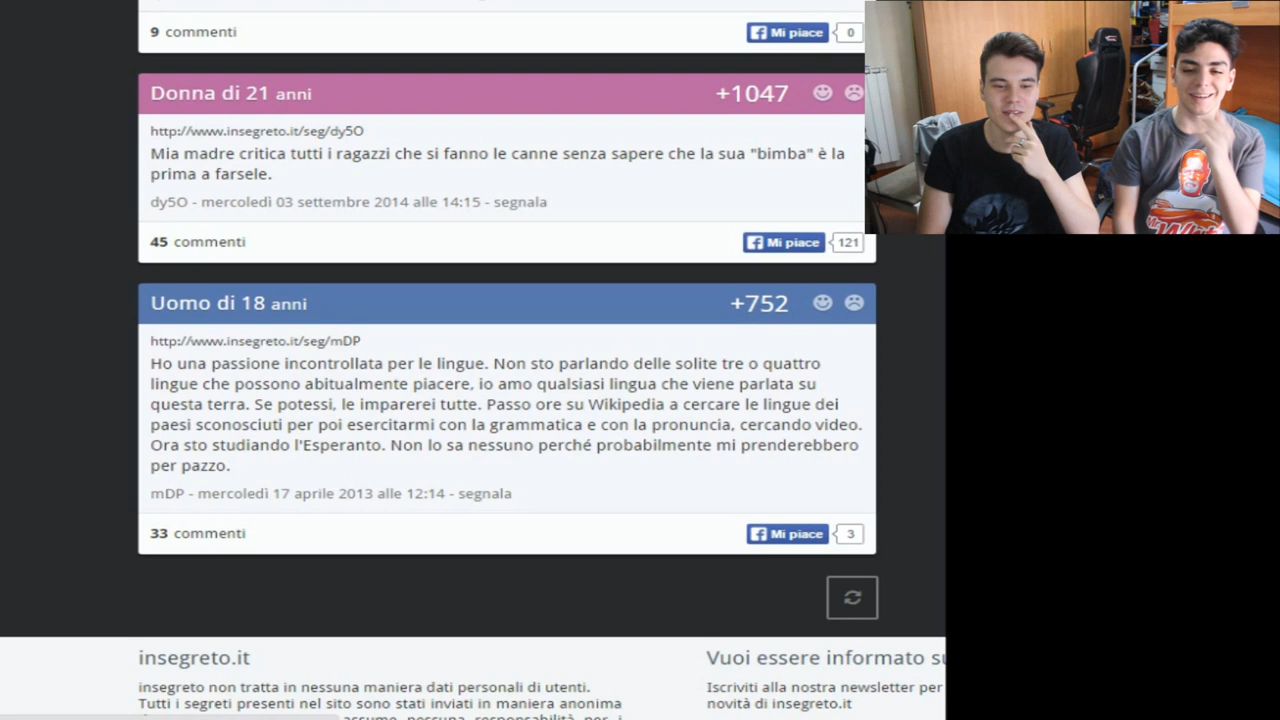 9 commenti
Mi piace 0
Donna di 21 anni
+1047
http://www.insegreto.it/seg/dy5O
Mia madre critica tutti i ragazzi che si fanno le canne senza sapere che la sua "bimba" è la
prima a farsele.
dy5O - mercoledì 03 settembre 2014 alle 14:15 - segnala
45 commenti
Mi piace 121
Uomo di 18 anni
+752
http://www.insegreto.it/seg/mDP
Ho una passione incontrollata per le lingue. Non sto parlando delle solite tre o quattro
lingue che possono abitualmente piacere, io amo qualsiasi lingua che viene parlata su
questa terra. Se potessi, le imparerei tutte. Passo ore su Wikipedia a cercare le lingue dei
paesi sconosciuti per poi esercitarmi con la grammatica e con la pronuncia, cercando video.
Ora sto studiando l'Esperanto. Non lo sa nessuno perché probabilmente mi prenderebbero
per pazzo.
mDP - mercoledì 17 aprile 2013 alle 12:14 - segnala
33 commenti
Mi piace 3
insegreto.it
insegreto non tratta in nessuna maniera dati personali di utenti.
Tutti i segreti presenti nel sito sono stati inviati in maniera anonima
assume nessuna responsabilità per i
Vuoi essere informato su
Iscriviti alla nostra newsletter per
novità di insegreto.it